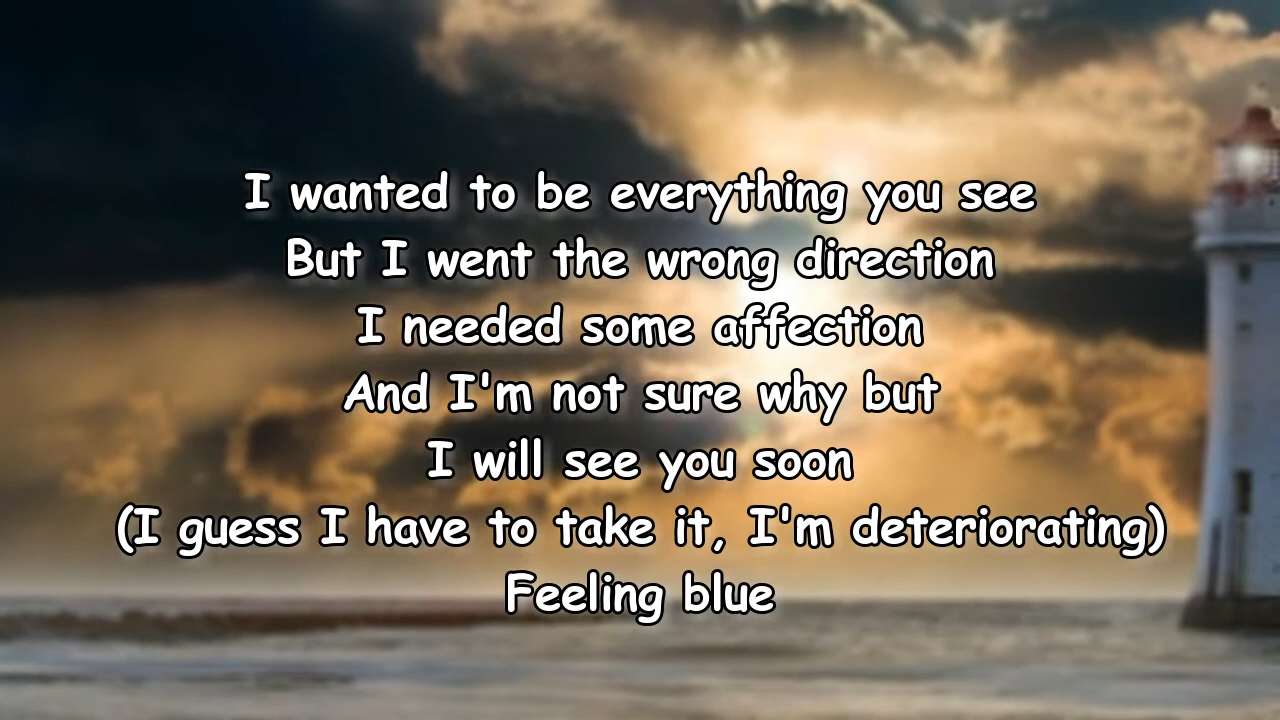 I wanted to be everything you see
But I went the wrong direction
I needed some affection
And I'm not sure why but
I will see you soon
(I guess I have to take it, I'm deteriorating)
Feeling blue